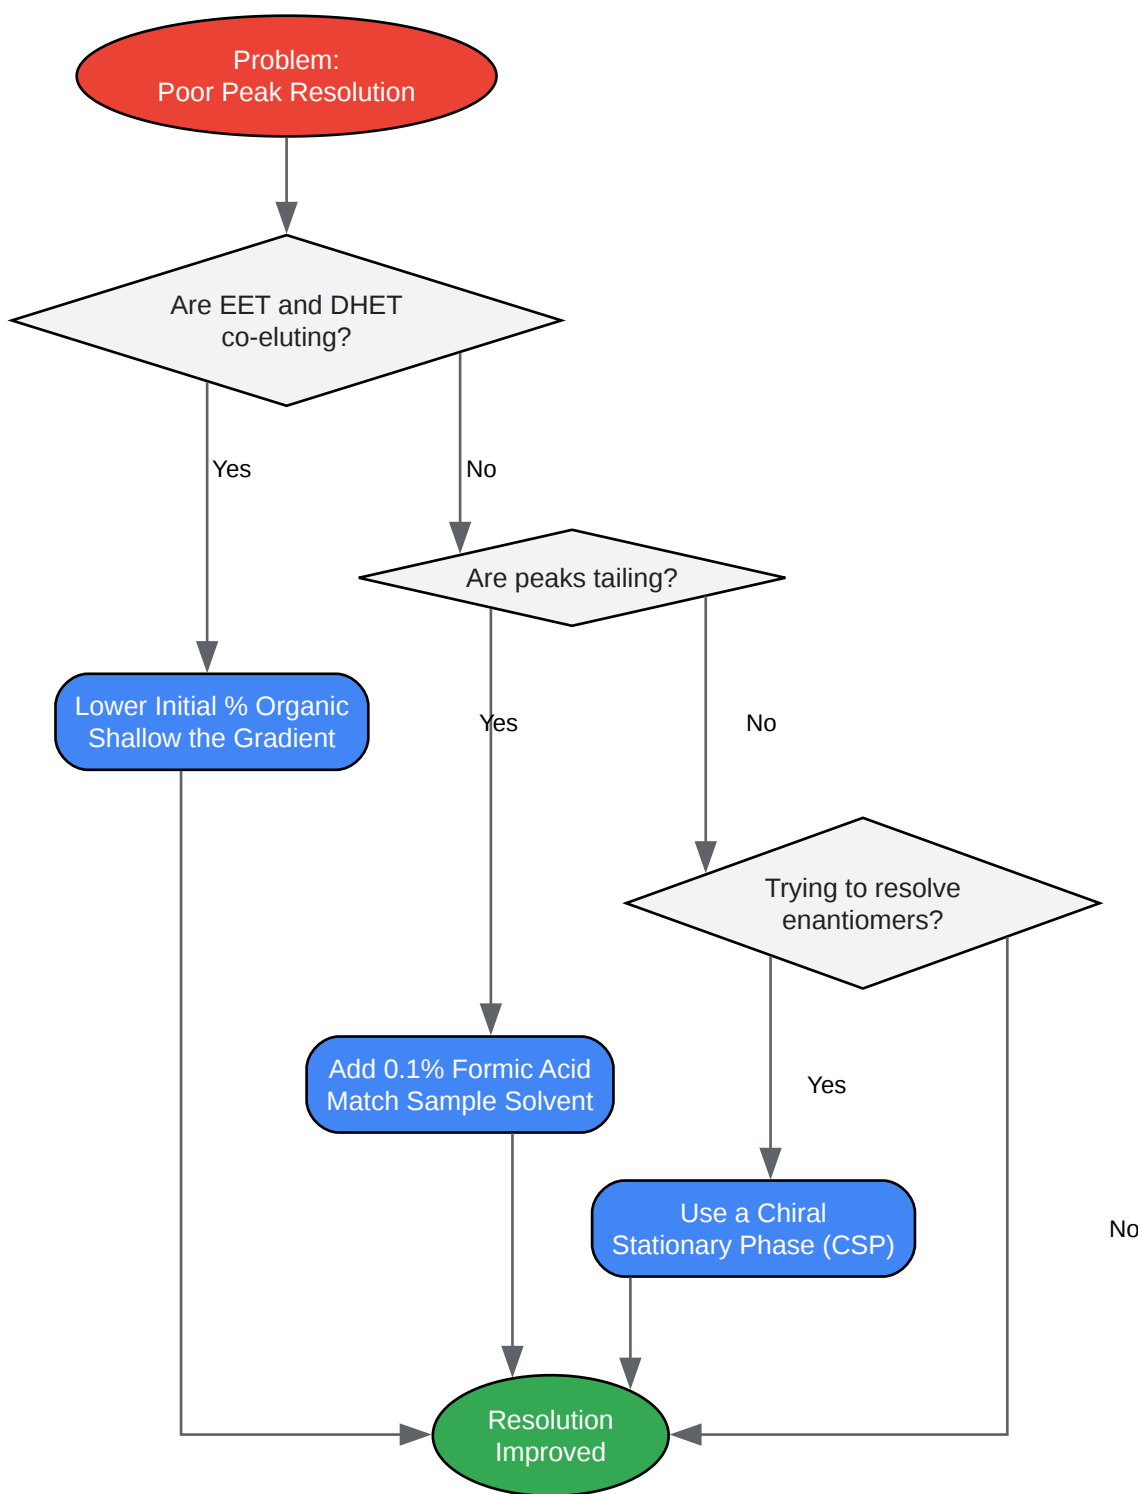 Problem:
Poor Peak Resolution
Are EET and DHET
co-eluting?
Yes
No
Are peaks tailing?
Lower Initial % Organic
Shallow the Gradient
Yes
No
Trying to resolve
enantiomers?
Add 0.1% Formic Acid
Match Sample Solvent
Yes
Use a Chiral
Stationary Phase (CSP)
No
Resolution
Improved